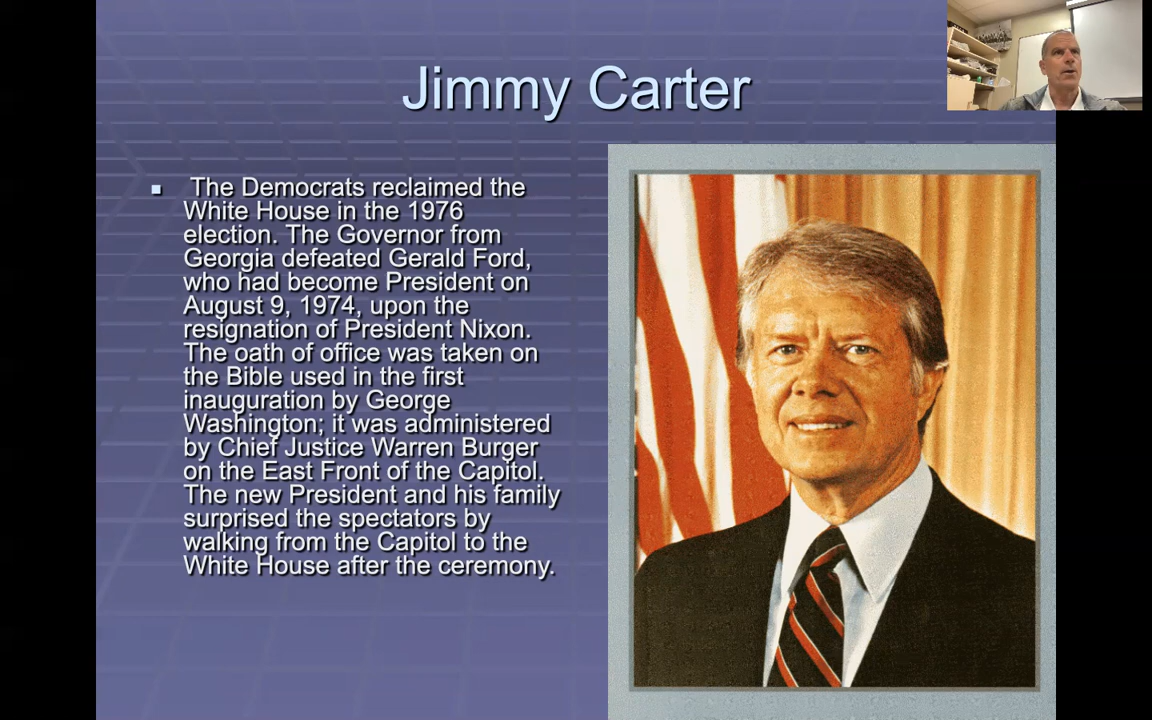 Jimmy Carter
The Democrats reclaimed the
White House in the 1976
election. The Governor from
Georgia defeated Gerald Ford,
who had become President on
August 9, 1974, upon the
resignation of President Nixon.
The oath of office was taken on
the Bible used in the first
inauguration by George
Washington; it was administered
by Chief Justice Warren Burger
on the East Front of the Capitol.
The new President and his family
surprised the spectators by
walking from the Capitol to the
White House after the ceremony.